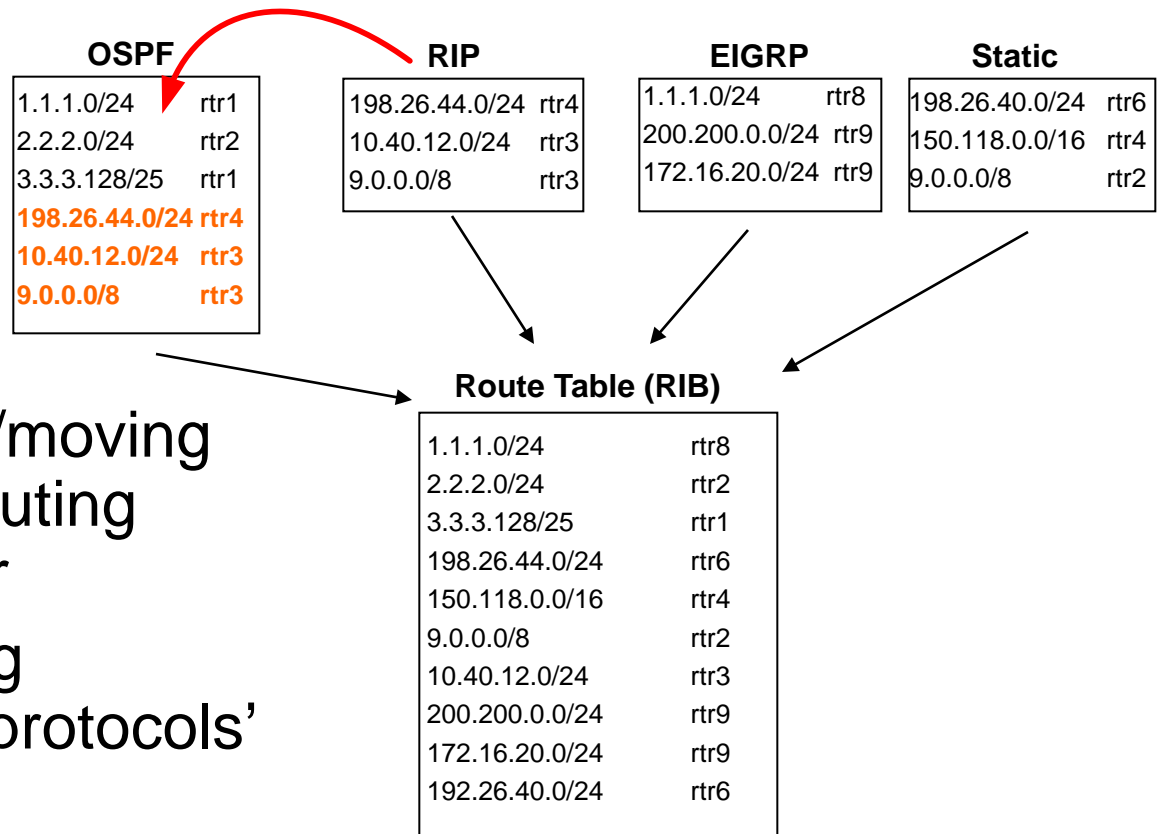 OSPF
1.1.1.0/24 rtr1
2.2.2.0/24 rtr2
3.3.3.128/25 rtr1
198.26.44.0/24 rtr4
10.40.12.0/24 rtr3
9.0.0.0/8 rtr3
RIP
198.26.44.0/24 rtr4
10.40.12.0/24 rtr3
9.0.0.0/8 rtr3
EIGRP
1.1.1.0/24 rtr8
200.200.0.0/24 rtr9
172.16.20.0/24 rtr9
Static
198.26.40.0/24 rtr6
150.118.0.0/16 rtr4
9.0.0.0/8 rtr2
/moving
uting
r
g
protocols’
Route Table (RIB)
1.1.1.0/24 rtr8
2.2.2.0/24 rtr2
3.3.3.128/25 rtr1
198.26.44.0/24 rtr6
150.118.0.0/16 rtr4
9.0.0.0/8 rtr2
10.40.12.0/24 rtr3
200.200.0.0/24 rtr9
172.16.20.0/24 rtr9
192.26.40.0/24 rtr6